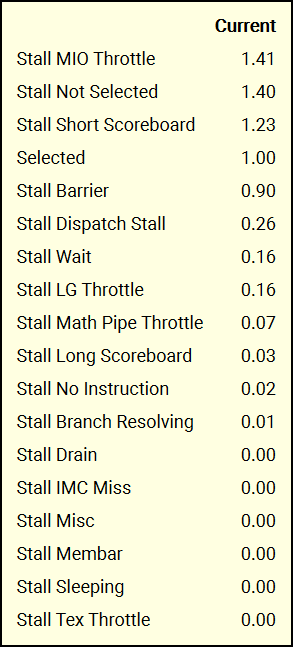 Current
Stall MIO Throttle 1.41
Stall Not Selected 1.40
Stall Short Scoreboard 1.23
Selected 1.00
Stall Barrier 0.90
Stall Dispatch Stall 0.26
Stall Wait 0.16
Stall LG Throttle 0.16
Stall Math Pipe Throttle 0.07
Stall Long Scoreboard 0.03
Stall No Instruction 0.02
Stall Branch Resolving 0.01
Stall Drain 0.00
Stall IMC Miss 0.00
Stall Misc 0.00
Stall Membar 0.00
Stall Sleeping 0.00
Stall Tex Throttle 0.00